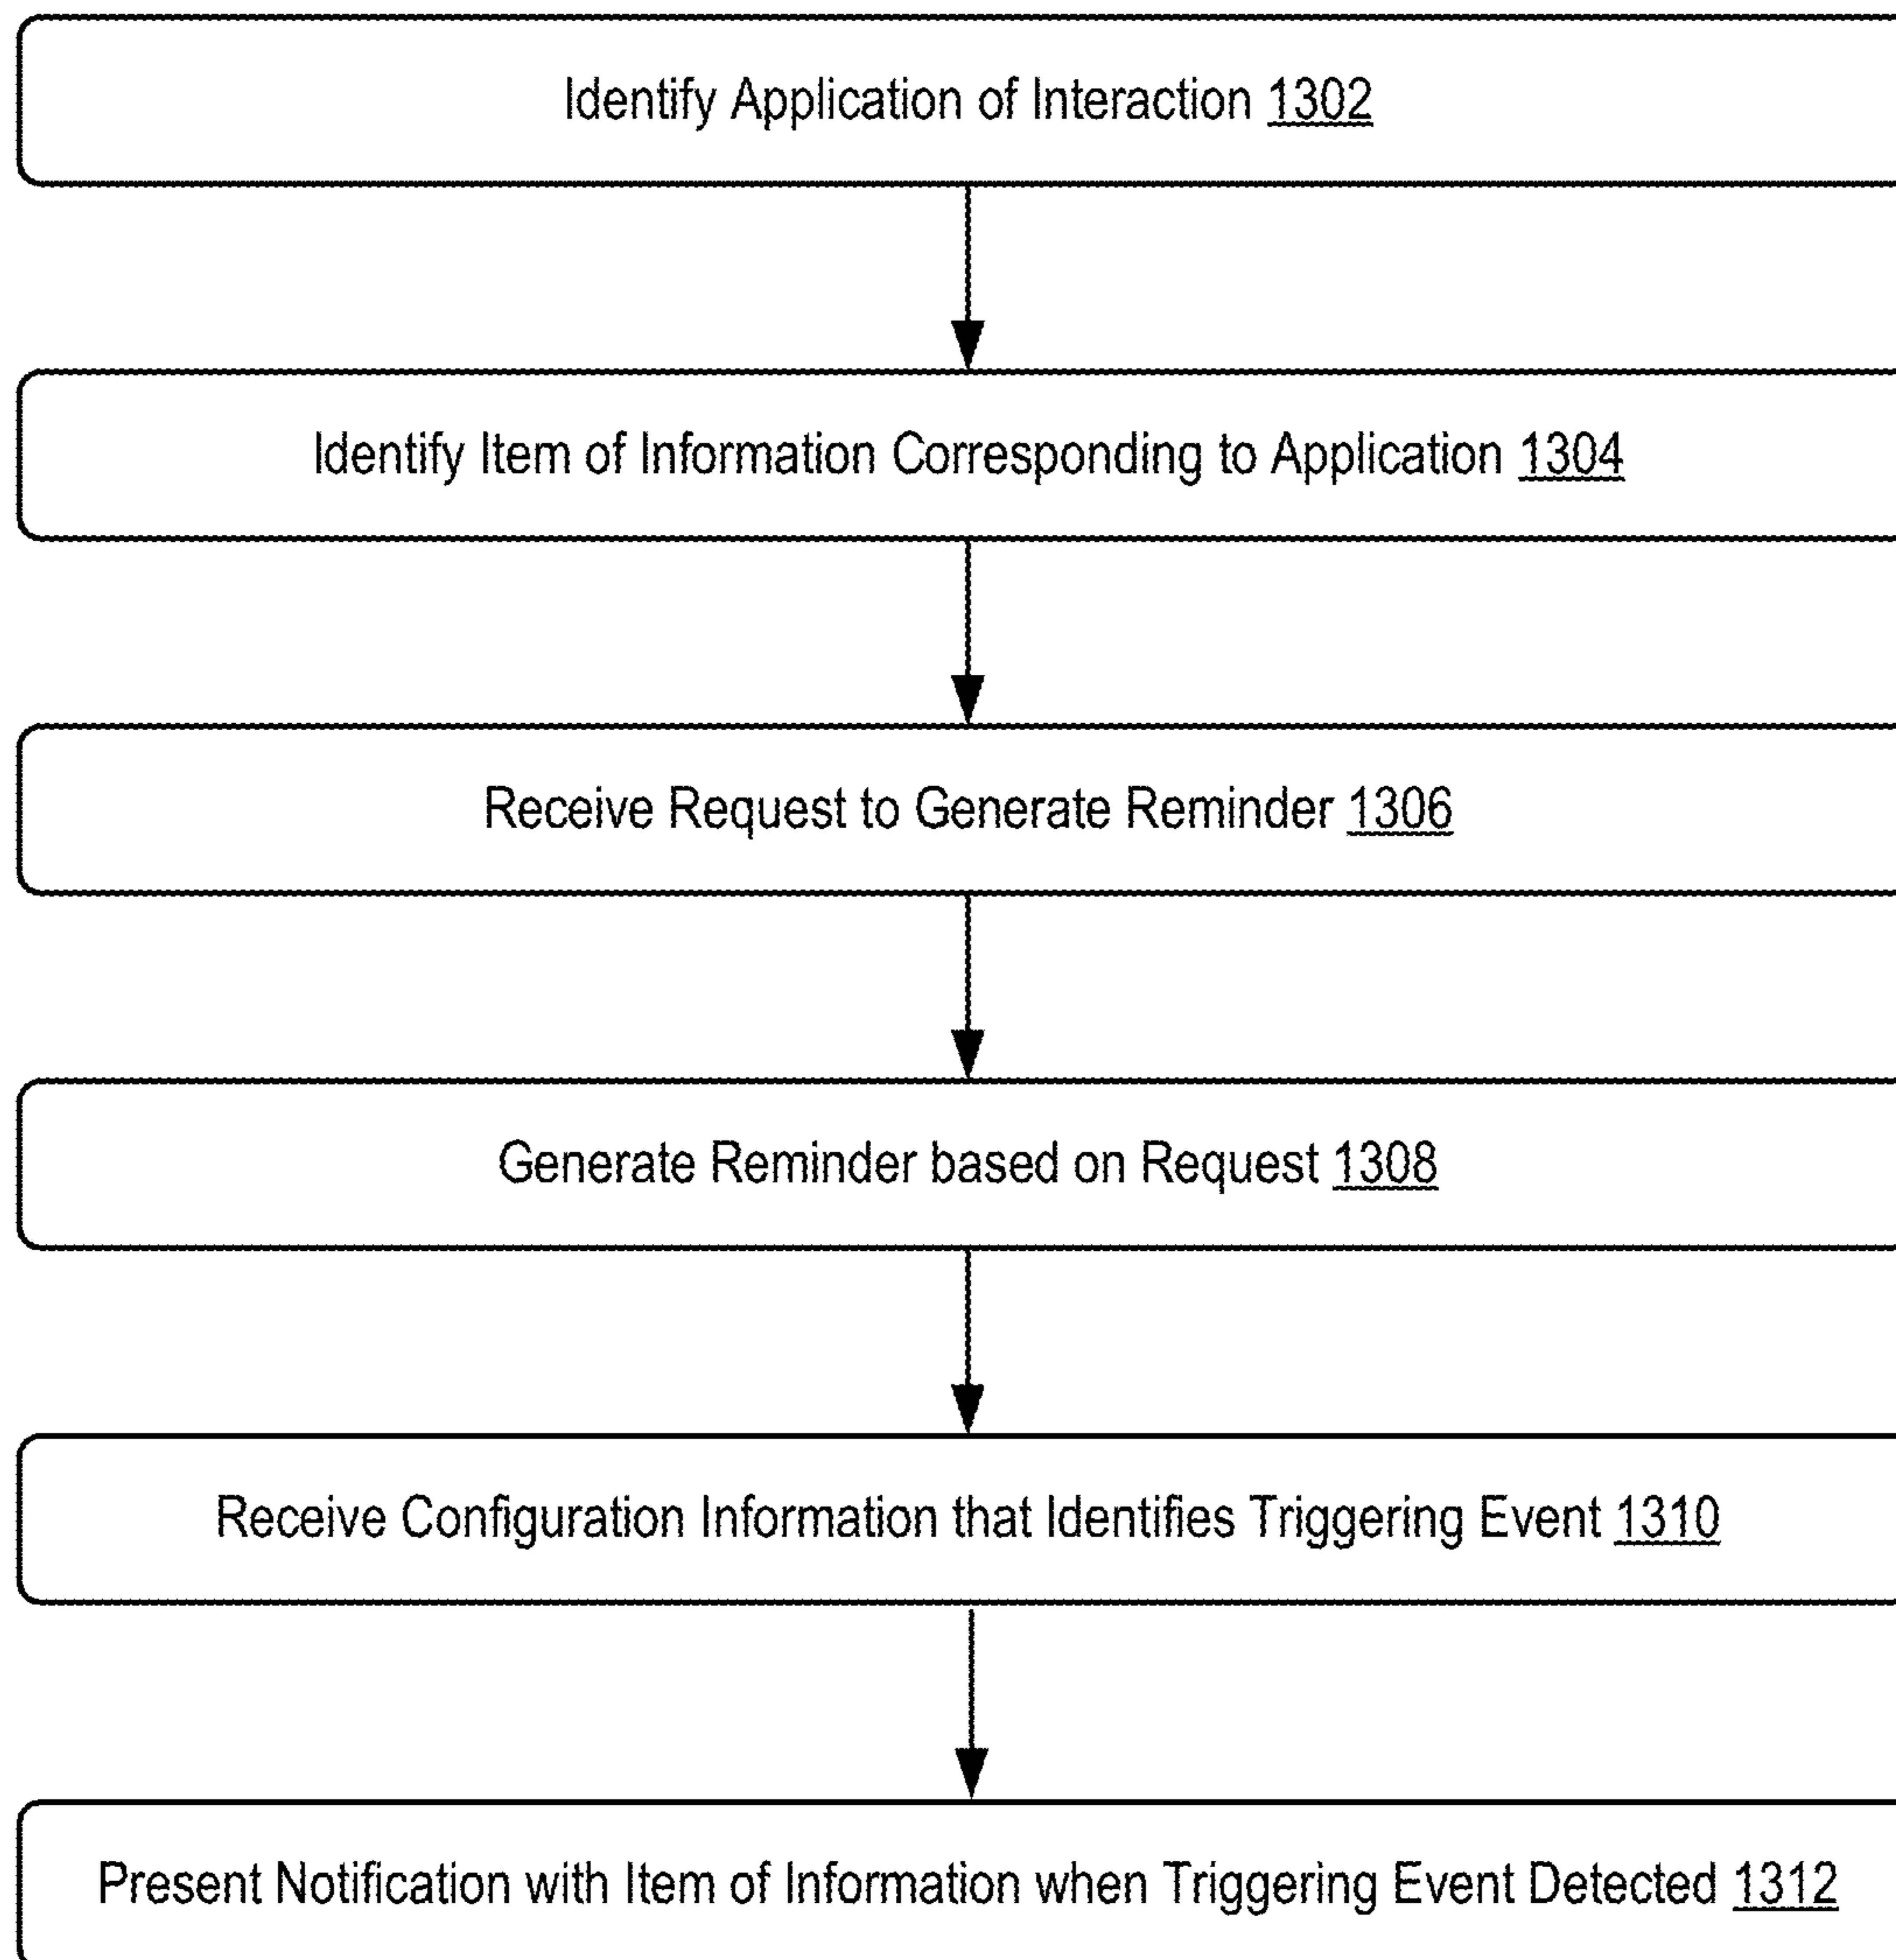 Identify Application of Interaction 1302
Identify Item of Information Corresponding to Application 1304
Receive Request to Generate Reminder 1306
Generate Reminder based on Request 1308
Receive Configuration Information that Identifies Triggering Event 1310
Present Notification with Item of Information when Triggering Event Detected 1312